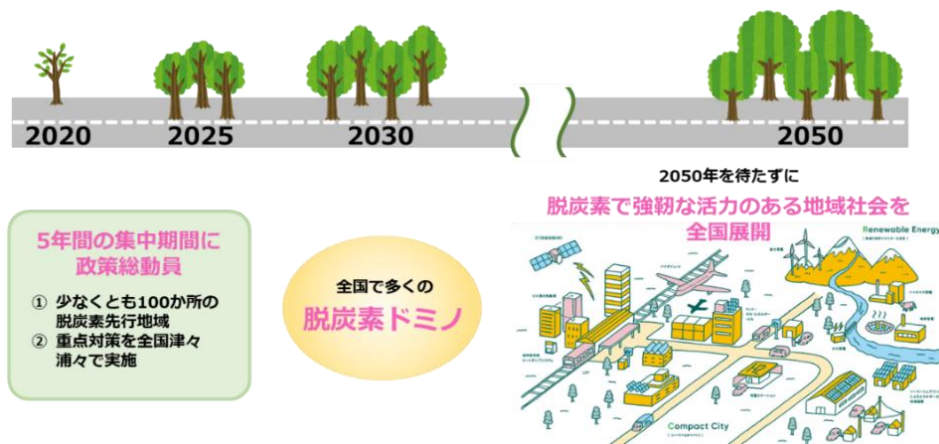 2020
2025
2030
2050
5年間の集中期間に
政策総動員
① 少なくとも100か所の
脱炭素先行地域
② 重点対策を全国津々
浦々で実施
全国で多くの
脱炭素ドミノ
2050年を待たずに
脱炭素で強靭な活力のある地域社会を
全国展開
Renewable Energy
Compact City